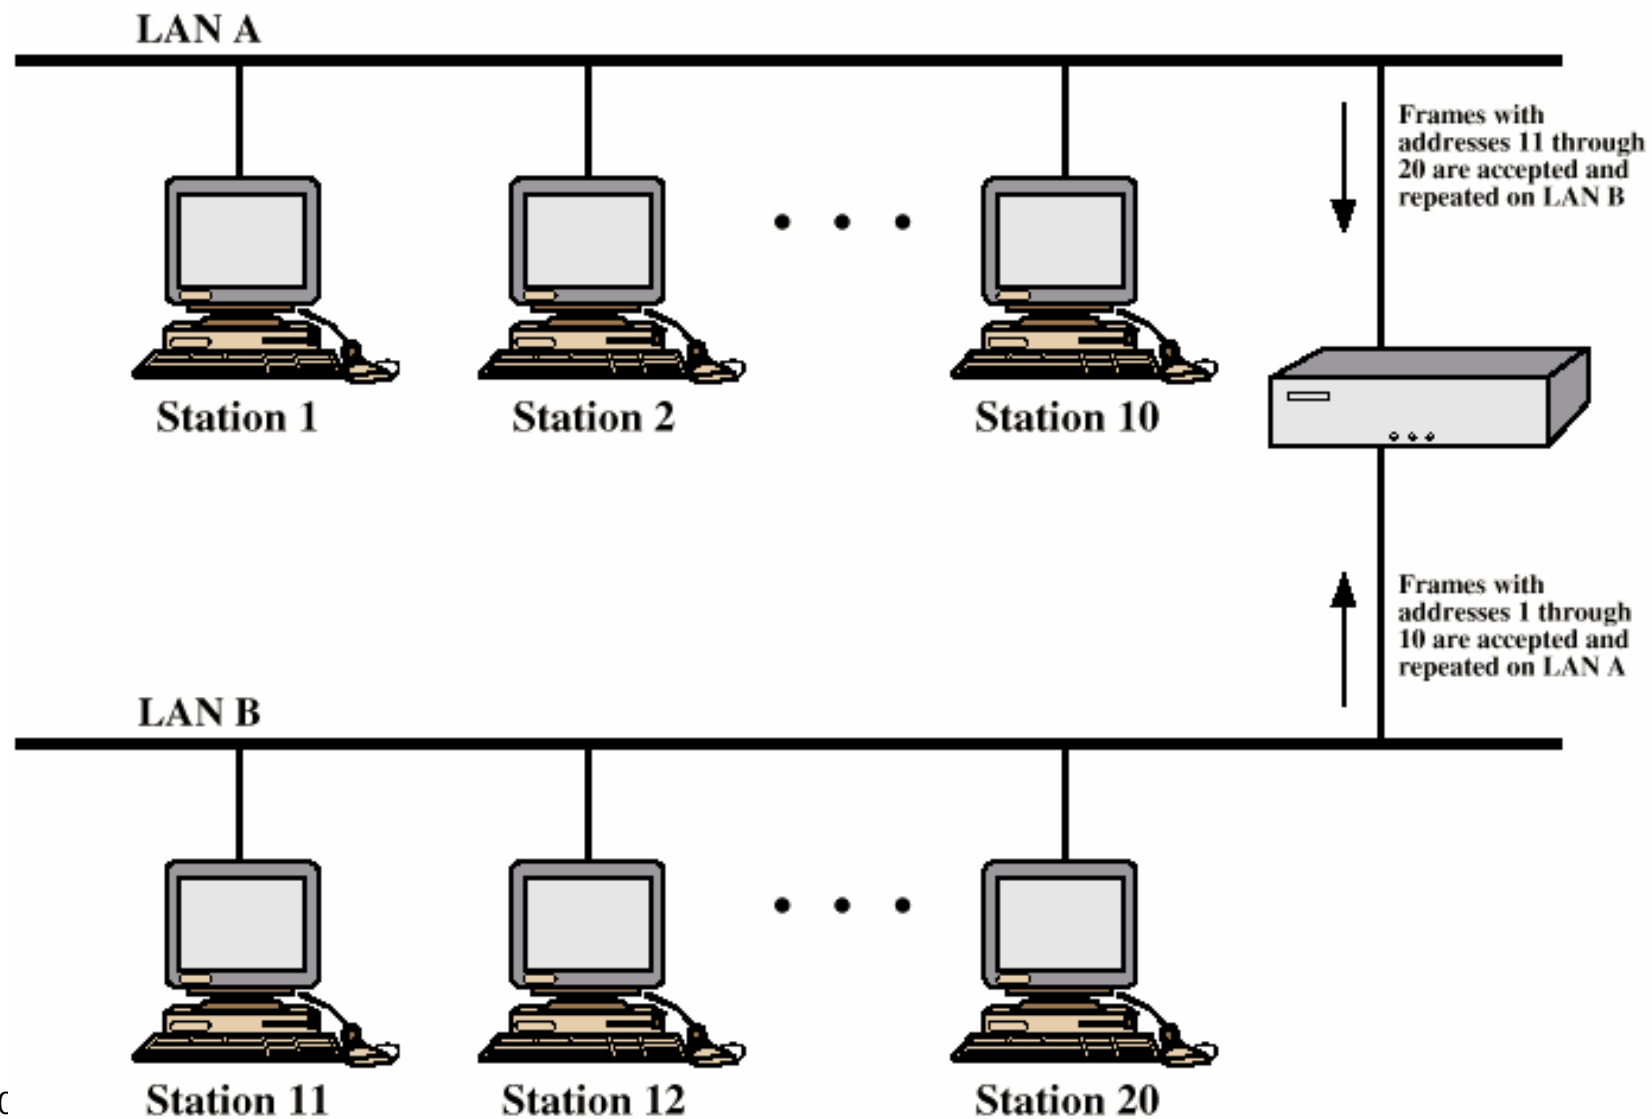 LAN A
Frames with
addresses 11 through
20 are accepted and
repeated on LAN B
Station 1
Station 2
Station 10
Frames with
addresses 1 through
10 are accepted and
repeated on LAN A
LAN B
Station 11
Station 12
Station 20